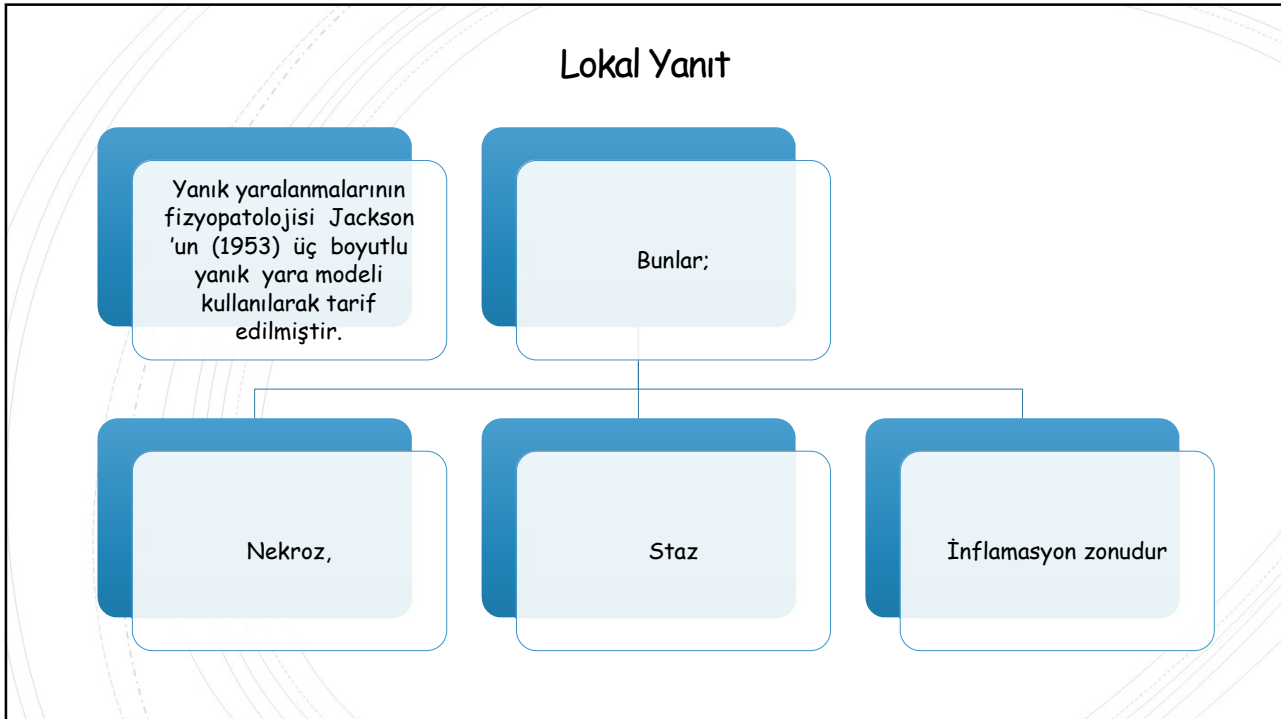 Lokal Yanıt
Yanık yaralanmalarının
fizyopatolojisi Jackson
'un (1953) üç boyutlu
yanık yara modeli
kullanılarak tarif
edilmiştir.
Bunlar;
Nekroz,
Staz
İnflamasyon zonudur